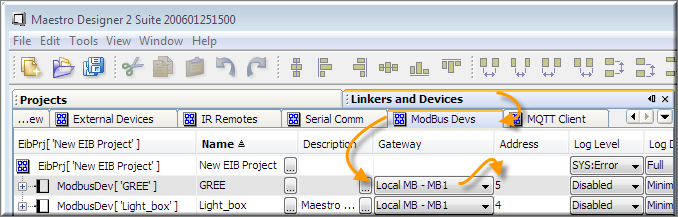 Maestro Designer 2 Suite 200601251500
File Edit Tools View Window Help
Projects Linkers and Devices
...ew External Devices IR Remotes Serial Comm ModBus Devs MQTT Client
EibPrj[ 'New EIB Project' ] Name Description Gateway Address Log Level Log D
EibPrj[ 'New EIB Project' ] New EIB Project ... SYS:Error Full
ModbusDev[ 'GREE' ] GREE ... Local MB - MB1 5 Disabled Minim
ModbusDev[ 'Light_box' ] Light_box ... Maestro ... ... Local MB - MB1 4 Disabled Minim